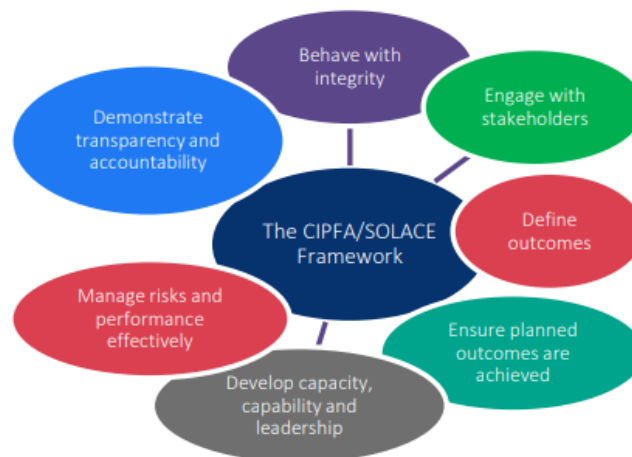 Behave with
integrity
Engage with
stakeholders
Define
outcomes
Ensure planned
outcomes are
achieved
Develop capacity,
capability and
leadership
Manage risks and
performance
effectively
Demonstrate
transparency and
accountability
The CIPFA/SOLACE
Framework